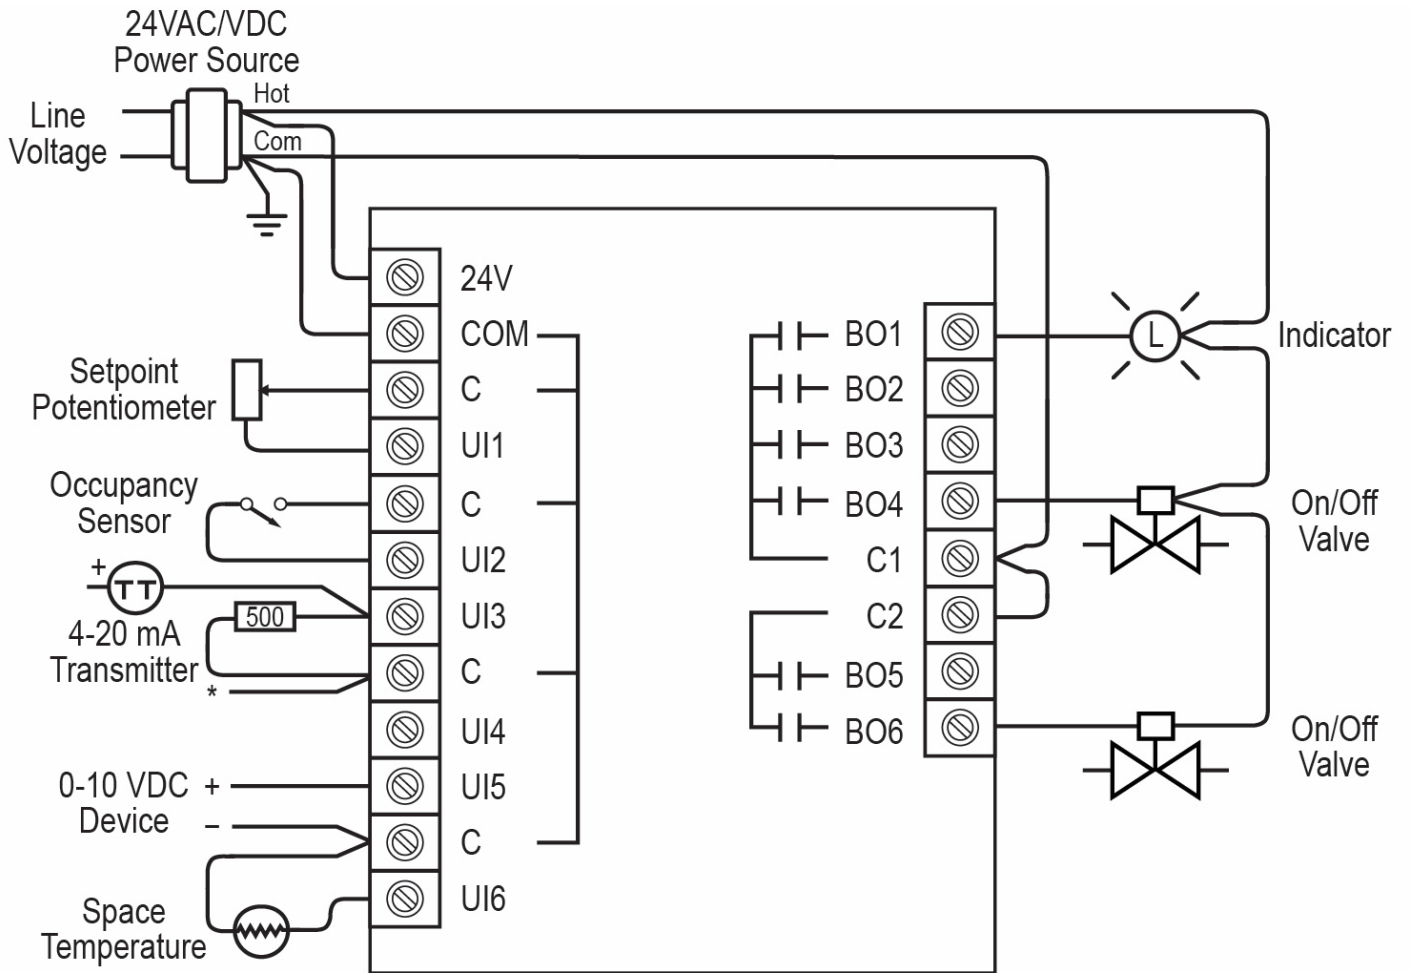 24VAC/VDC
Power Source
Hot
Line
Voltage
Com
24V
COM
Setpoint
Potentiometer
C
UI1
Occupancy
Sensor
C
UI2
+
TT
500
UI3
4-20 mA
Transmitter
*
C
UI4
0-10 VDC
Device
+
–
UI5
C
Space
Temperature
UI6
BO1
BO2
BO3
BO4
C1
C2
BO5
BO6
L
Indicator
On/Off
Valve
On/Off
Valve